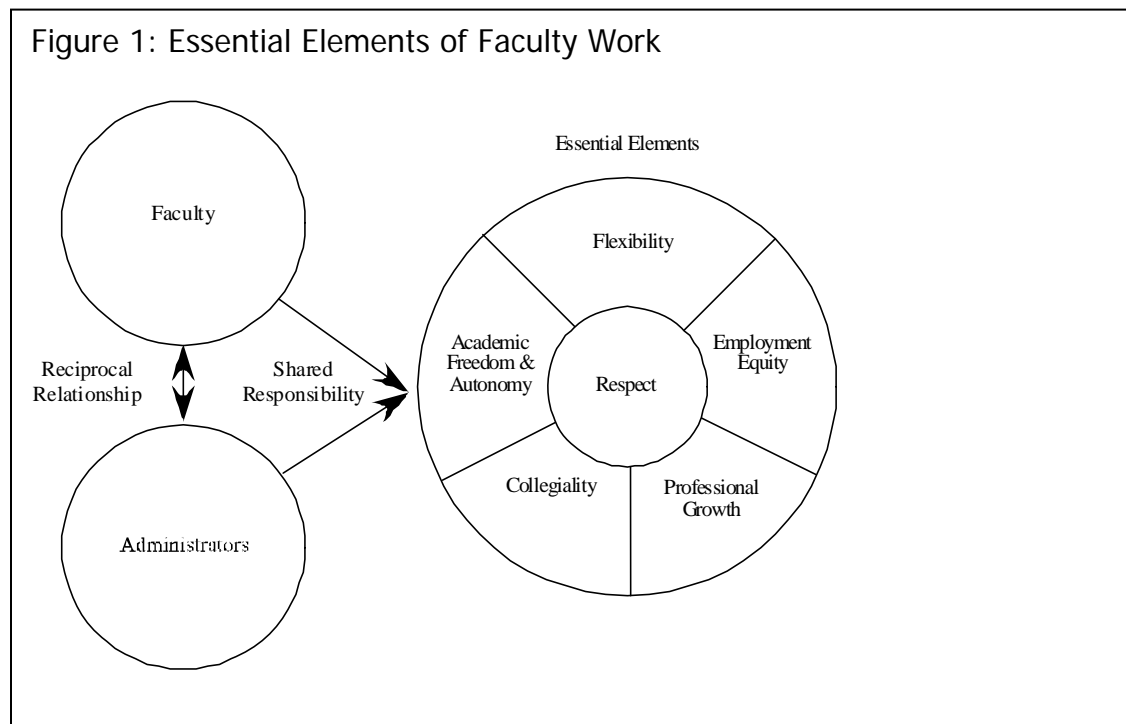 Figure 1: Essential Elements of Faculty Work
Essential Elements
Faculty
Flexibility
Reciprocal
Relationship
Shared
Responsibility
Academic
Freedom &
Autonomy
Respect
Employment
Equity
Collegiality
Professional
Growth
Administrators